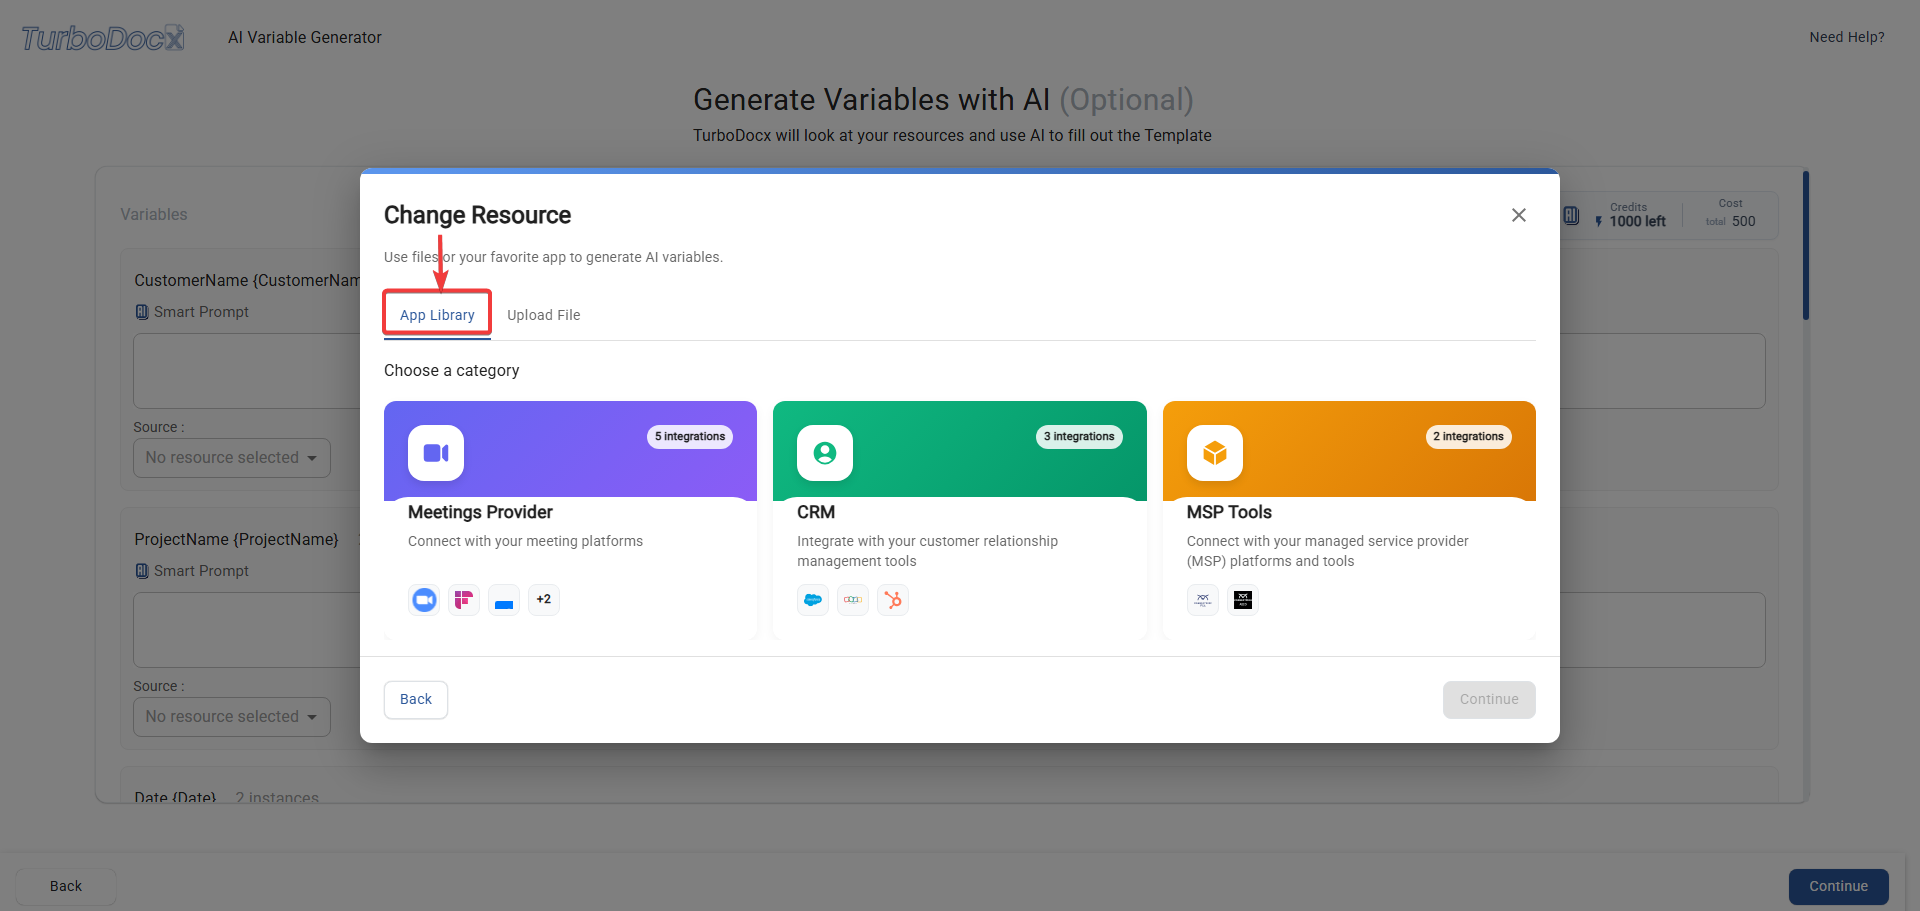 TurboDocX
AI Variable Generator
Need Help?
Generate Variables with AI (Optional)
TurboDocx will look at your resources and use AI to fill out the Template
Variables
Credits
1000 left
Cost
total 500
CustomerName {CustomerNam
Smart Prompt
Source :
No resource selected
ProjectName {ProjectName}
Smart Prompt
Source :
No resource selected
Date {Date} 2 instances
Change Resource
Use files or your favorite app to generate AI variables.
App Library
Upload File
Choose a category
5 integrations
Meetings Provider
Connect with your meeting platforms
+2
3 integrations
CRM
Integrate with your customer relationship
management tools
2 integrations
MSP Tools
Connect with your managed service provider
(MSP) platforms and tools
Back
Continue
Back
Continue